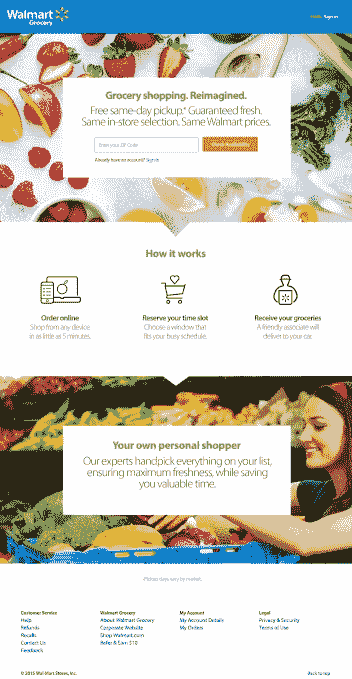 Walmart
Grocery
Hello. Sign in
Grocery shopping. Reimagined.
Free same-day pickup.* Guaranteed fresh.
Same in-store selection. Same Walmart prices.
Enter your ZIP Code
Already have an account? Sign in
How it works
Order online
Shop from any device
in as little as 5 minutes.
Reserve your time slot
Choose a window that
fits your busy schedule.
Receive your groceries
A friendly associate will
deliver to your car.
Your own personal shopper
Our experts handpick everything on your list,
ensuring maximum freshness, while saving
you valuable time.
*Pickup days vary by market.
Customer Service
Help
Refunds
Recalls
Contact Us
Feedback
Walmart Grocery
About Walmart Grocery
Corporate Website
Shop Walmart.com
Refer & Earn $10
My Account
My Account Details
My Orders
Legal
Privacy & Security
Terms of Use
© 2015 Wal-Mart Stores, Inc.
Back to top